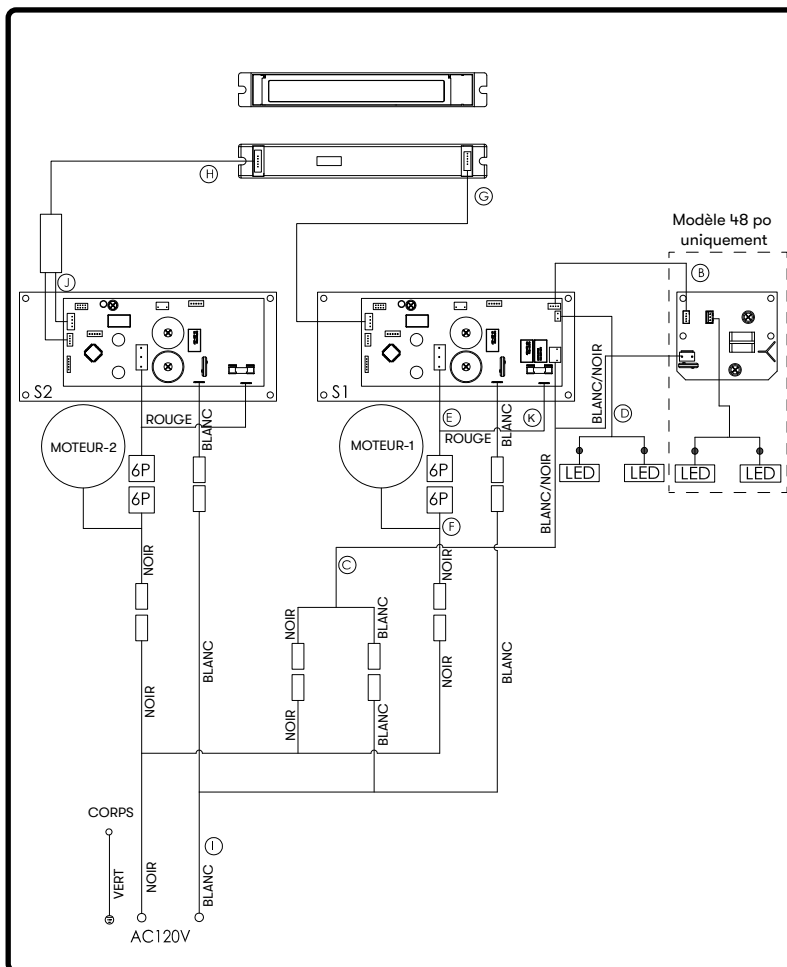 H
G
Modèle 48 po
uniquement
B
J
S2
S1
ROUGE
BLANC
E
ROUGE
K
BLANC
BLANC/NOIR
D
MOTEUR-2
6P
6P
MOTEUR-1
6P
6P
BLANC/NOIR
LED
LED
LED
LED
F
NOIR
C
NOIR
NOIR
BLANC
BLANC
BLANC
NOIR
NOIR
NOIR
BLANC
CORPS
I
VERT
NOIR
BLANC
AC120V